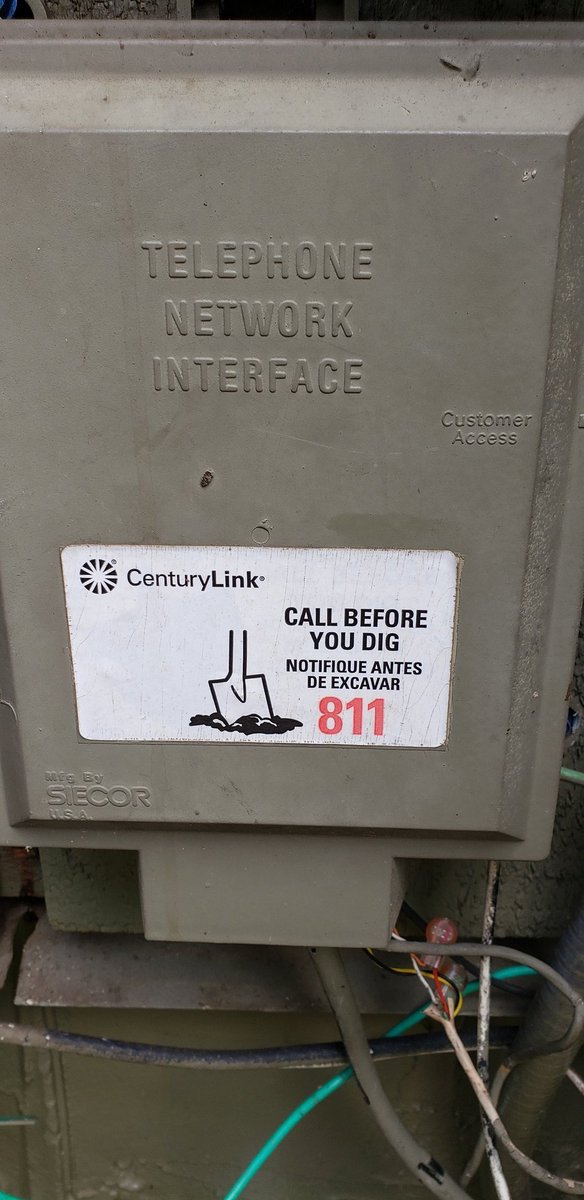 TELEPHONE
NETWORK
INTERFACE
Customer
Access
CenturyLink®
CALL BEFORE
YOU DIG
NOTIFIQUE ANTES
DE EXCAVAR
811
Mfg By
SIECOR
U.S.A.